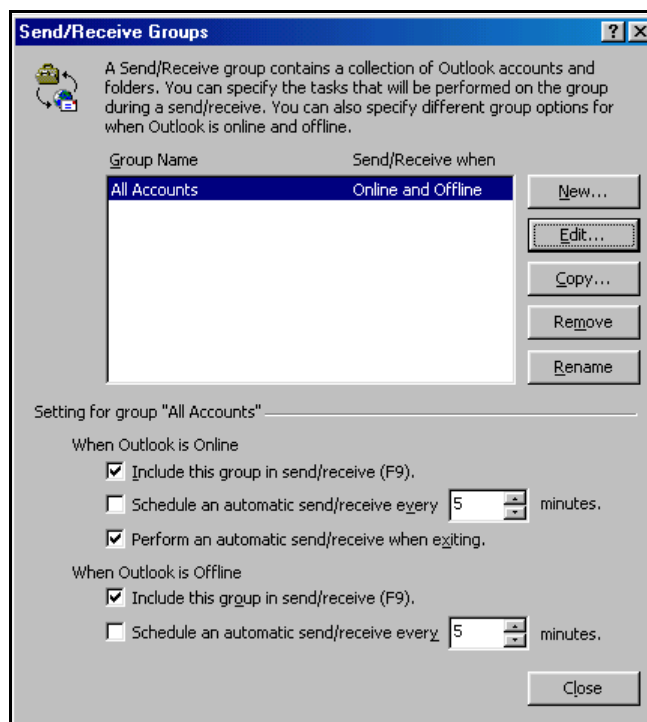 Send/Receive Groups
A Send/Receive group contains a collection of Outlook accounts and
folders. You can specify the tasks that will be performed on the group
during a send/receive. You can also specify different group options for
when Outlook is online and offline.
Group Name Send/Receive when
All Accounts Online and Offline
New...
Edit...
Copy...
Remove
Rename
Setting for group "All Accounts"
When Outlook is Online
Include this group in send/receive (F9).
Schedule an automatic send/receive every 5 minutes.
Perform an automatic send/receive when exiting.
When Outlook is Offline
Include this group in send/receive (F9).
Schedule an automatic send/receive every 5 minutes.
Close